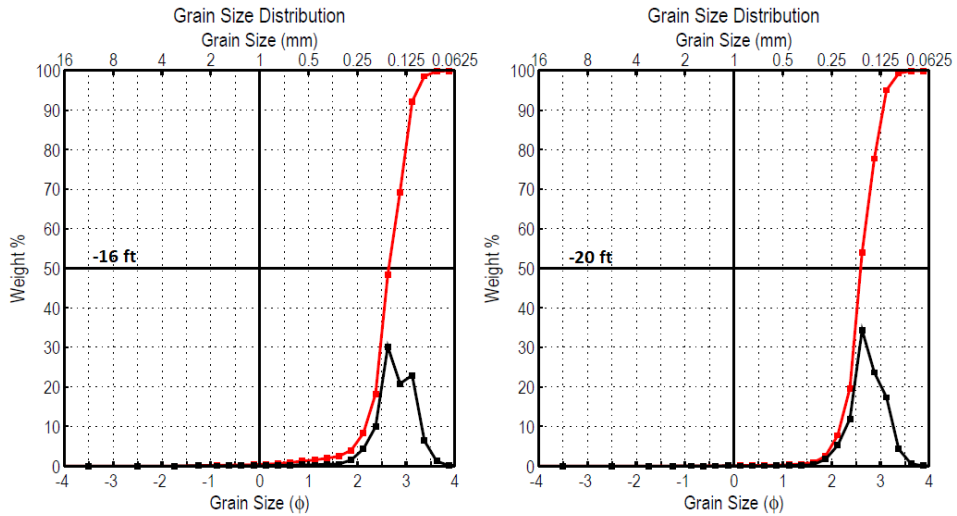 Grain Size Distribution
Grain Size (mm)
16 8 4 2 1 0.5 0.25 0.125 0.0625
100
90
80
70
60
50
40
30
20
10
0
Weight %
-16 ft
-4 -3 -2 -1 0 1 2 3 4
Grain Size (ϕ)
Grain Size Distribution
Grain Size (mm)
16 8 4 2 1 0.5 0.25 0.125 0.0625
100
90
80
70
60
50
40
30
20
10
0
Weight %
-20 ft
-4 -3 -2 -1 0 1 2 3 4
Grain Size (ϕ)